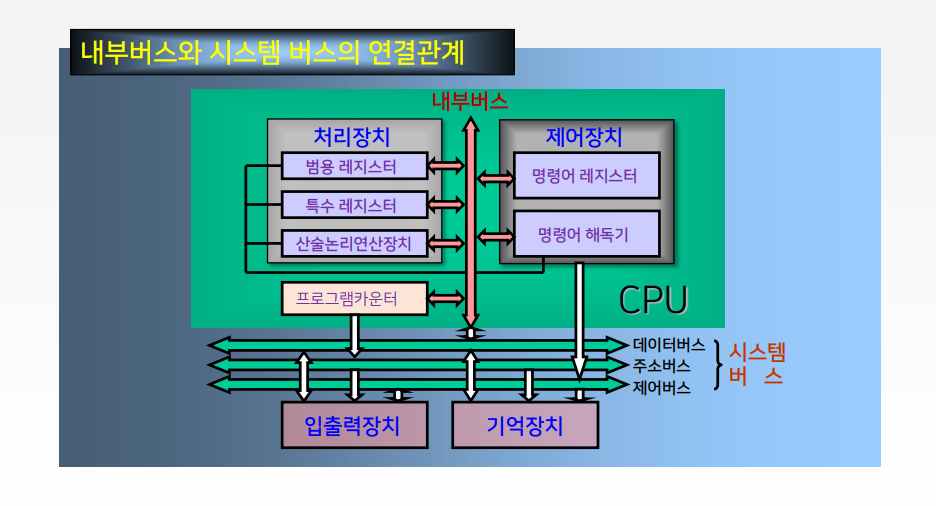 내부버스와 시스템 버스의 연결관계
내부버스
처리장치
제어장치
범용 레지스터
명령어 레지스터
특수 레지스터
산술논리연산장치
명령어 해독기
프로그램카운터
CPU
데이터버스
주소버스
제어버스
시스템
버 스
입출력장치
기억장치